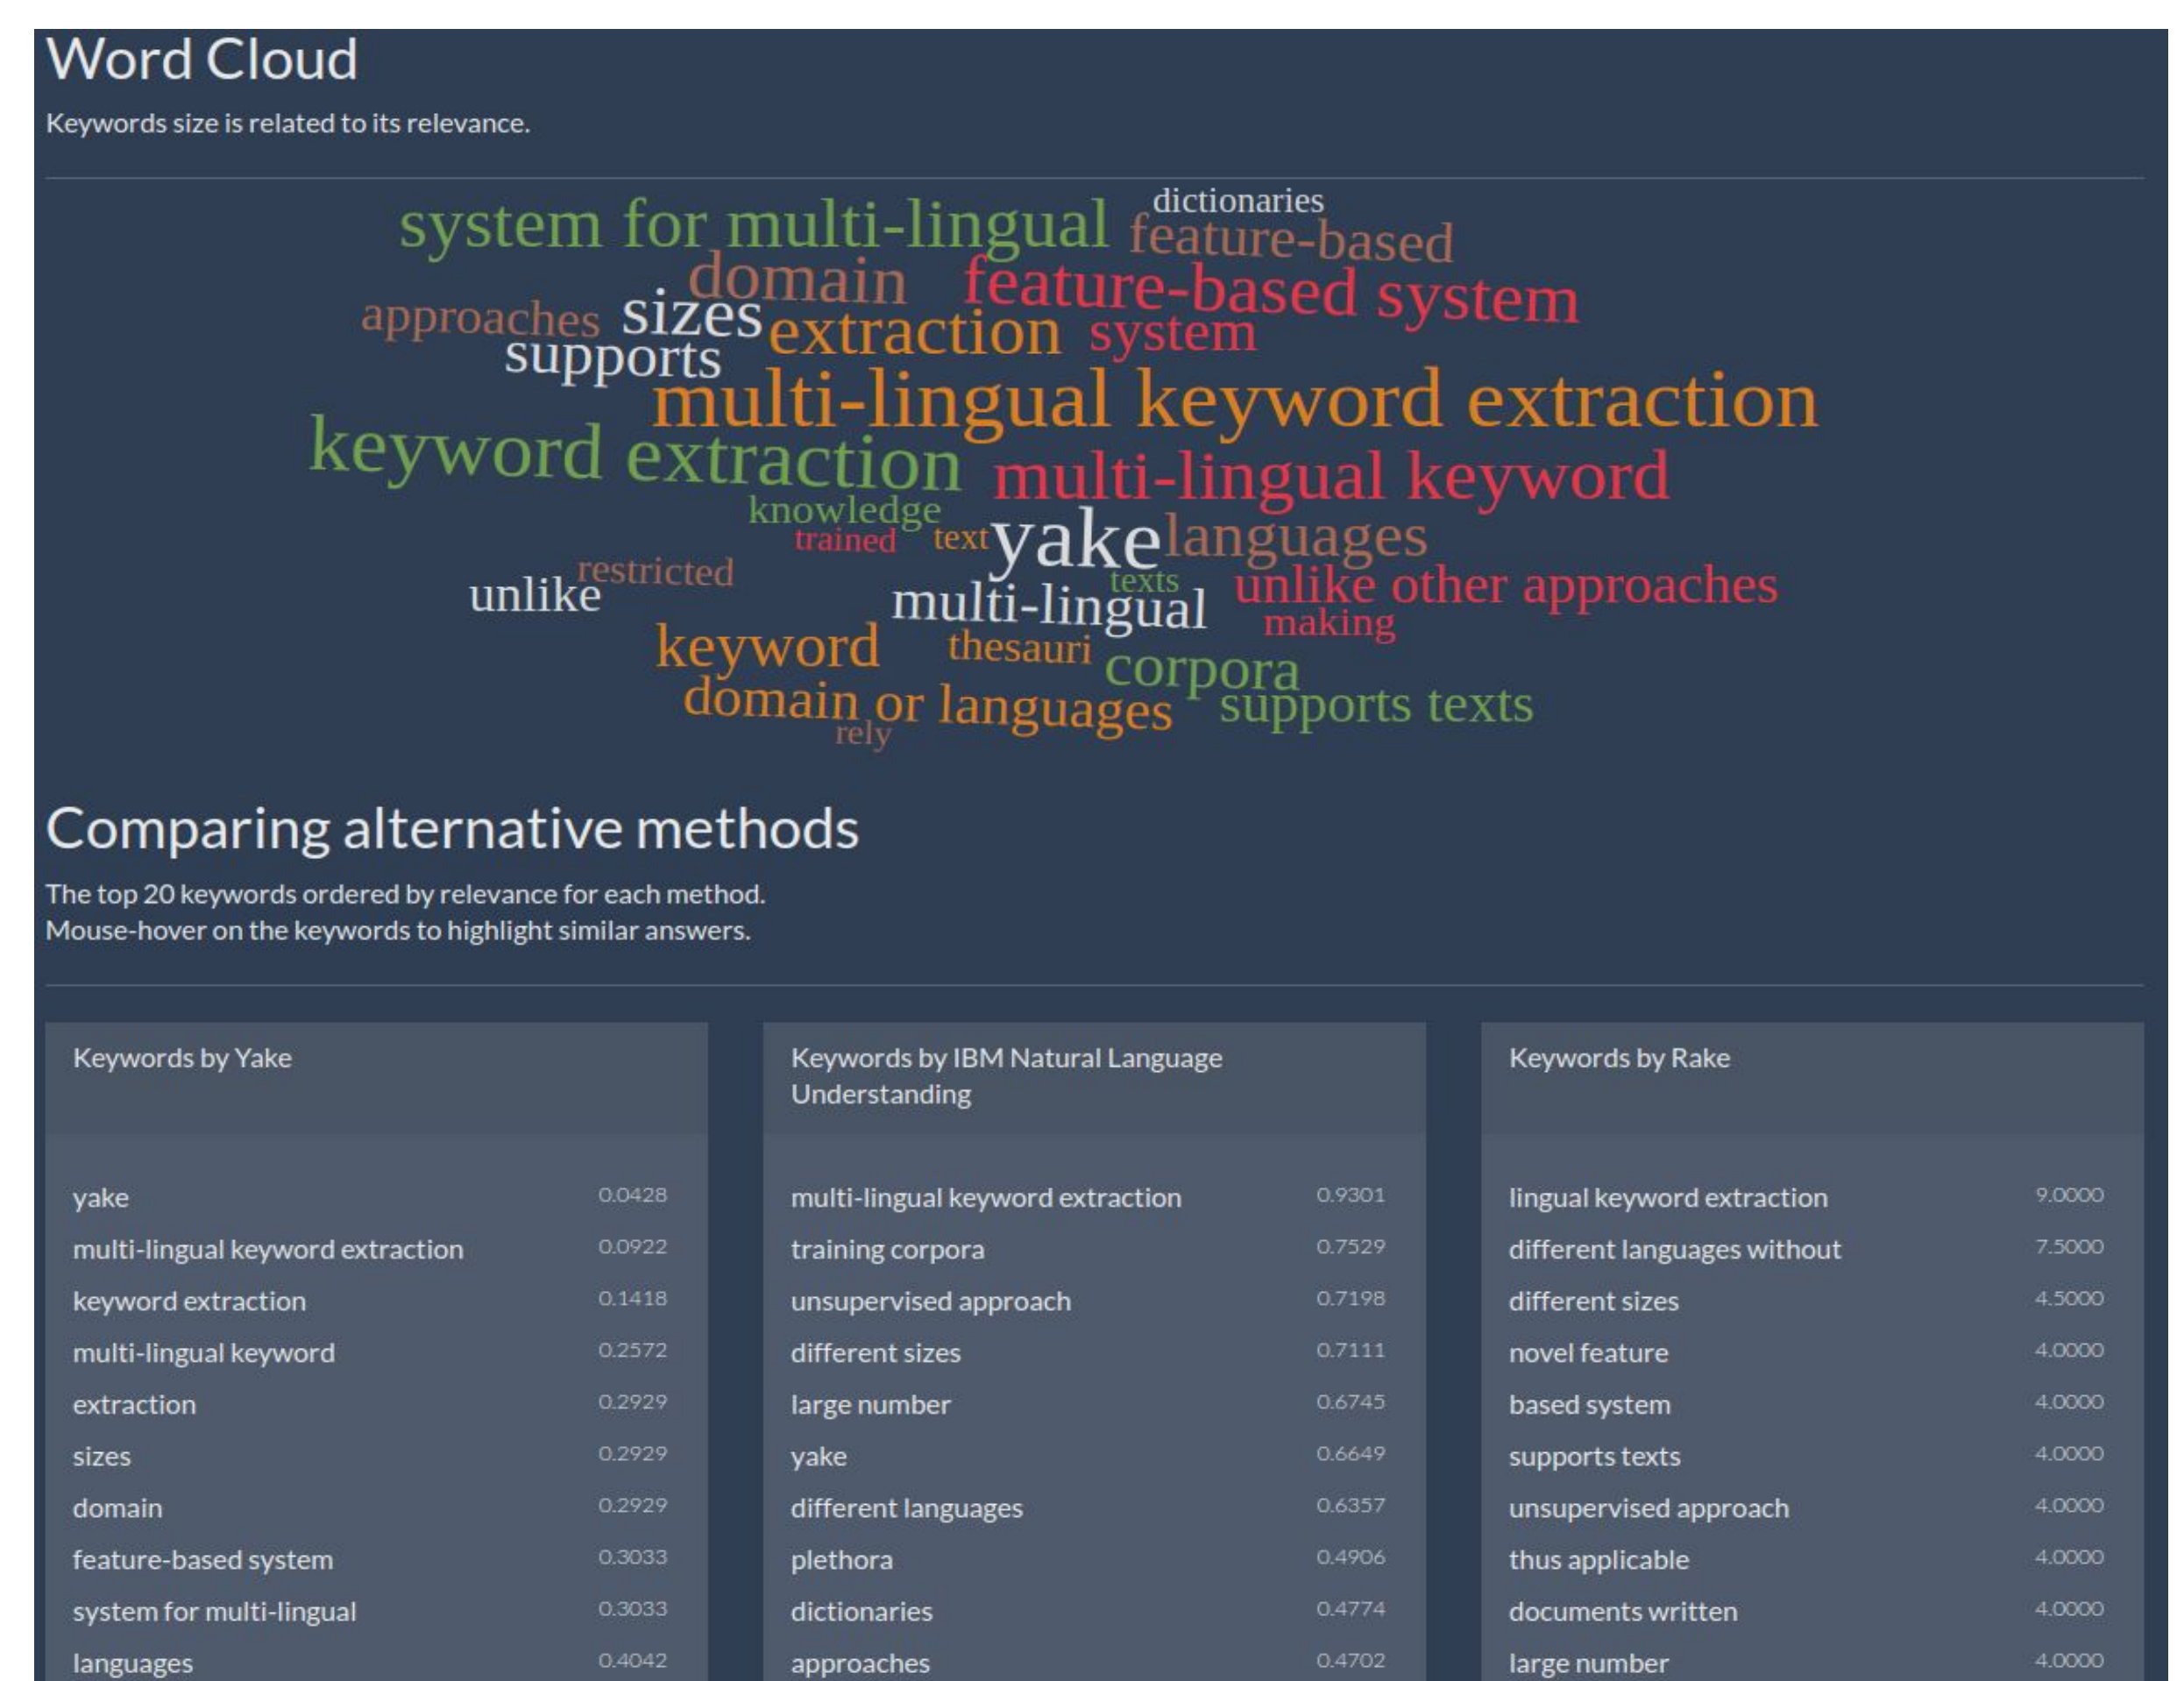 Word Cloud
Keywords size is related to its relevance.
dictionaries
system for multi-lingual feature-based
domain feature-based system
approaches sizes extraction system
supports
multi-lingual keyword extraction
keyword extraction multi-lingual keyword
knowledge
trained text yake languages
restricted
unlike multi-lingual texts unlike other approaches
making
keyword thesauri corpora
domain or languages supports texts
rely
Comparing alternative methods
The top 20 keywords ordered by relevance for each method.
Mouse-hover on the keywords to highlight similar answers.
Keywords by Yake
yake 0.0428
multi-lingual keyword extraction 0.0922
keyword extraction 0.1418
multi-lingual keyword 0.2572
extraction 0.2929
sizes 0.2929
domain 0.2929
feature-based system 0.3033
system for multi-lingual 0.3033
languages 0.4042
Keywords by IBM Natural Language
Understanding
multi-lingual keyword extraction 0.9301
training corpora 0.7529
unsupervised approach 0.7198
different sizes 0.7111
large number 0.6745
yake 0.6649
different languages 0.6357
plethora 0.4906
dictionaries 0.4774
approaches 0.4702
Keywords by Rake
lingual keyword extraction 9.0000
different languages without 7.5000
different sizes 4.5000
novel feature 4.0000
based system 4.0000
supports texts 4.0000
unsupervised approach 4.0000
thus applicable 4.0000
documents written 4.0000
large number 4.0000